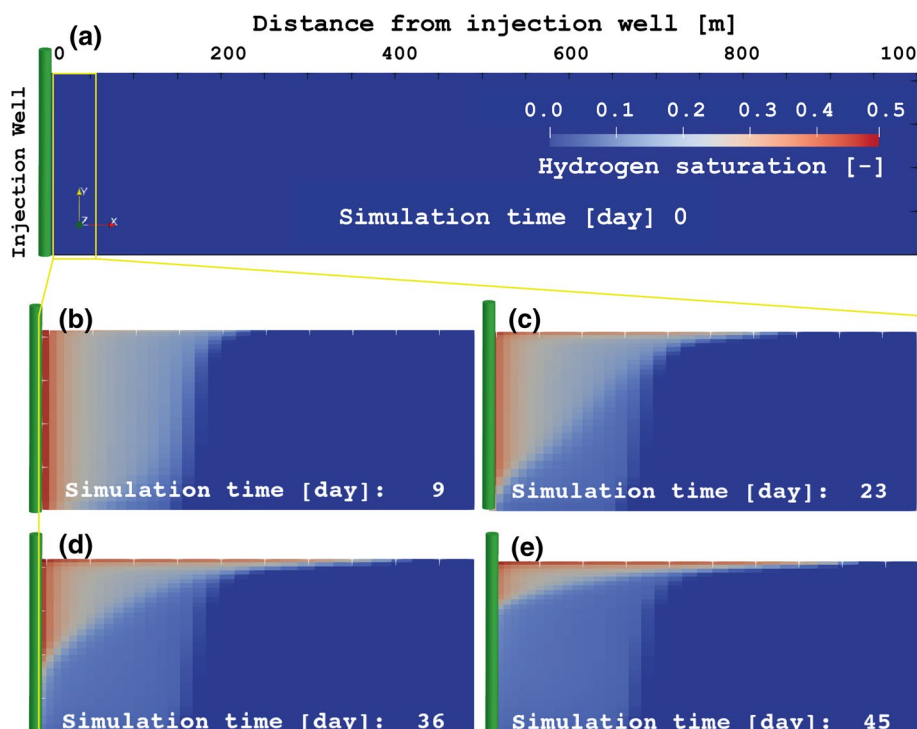 Distance from injection well [m]
(a)
0 200 400 600 800 100
Injection Well
0.0 0.1 0.2 0.3 0.4 0.5
Hydrogen saturation [-]
Y
Z X
Simulation time [day] 0
(b)
Simulation time [day]: 9
(c)
Simulation time [day]: 23
(d)
Simulation time [day]: 36
(e)
Simulation time [day]: 45